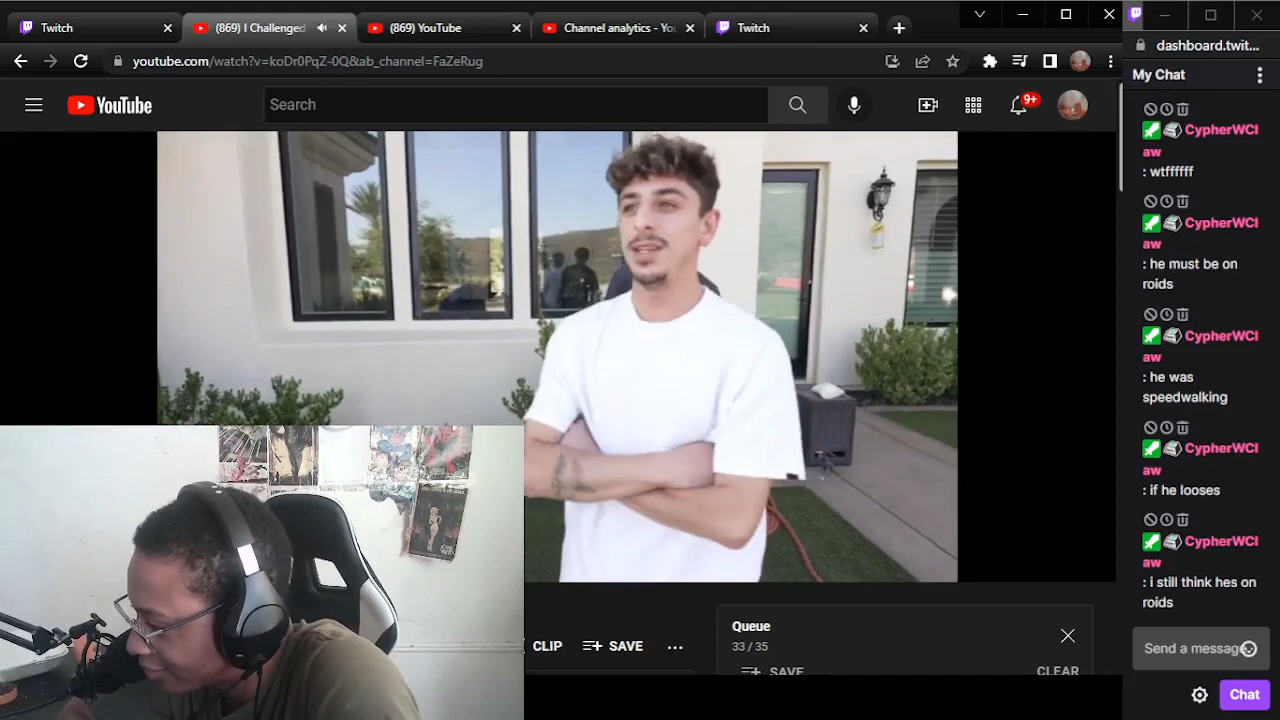 Twitch
(869) I Challenged
(869) YouTube
Channel analytics - Yo
Twitch
youtube.com/watch?v=koDr0PqZ-0Q&ab_channel=FaZeRug
dashboard.twit...
YouTube
Search
9+
My Chat
CypherWCl
aw
: wtffffff
CypherWCl
aw
: he must be on
roids
CypherWCl
aw
: he was
speedwalking
CypherWCl
aw
: if he looses
CypherWCl
aw
: i still think hes on
roids
CLIP
SAVE
...
Queue
33 / 35
SAVE
CLEAR
Send a message
Chat